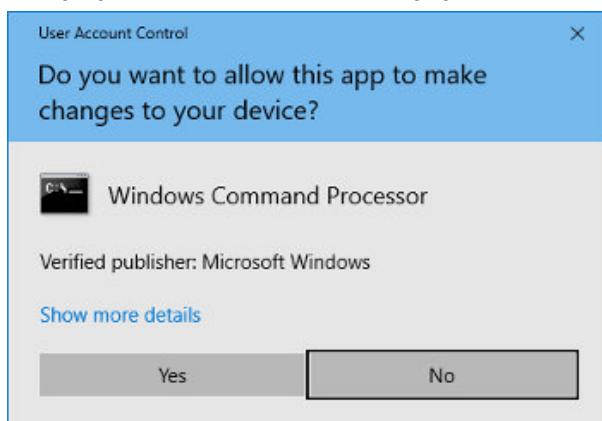 User Account Control
Do you want to allow this app to make
changes to your device?
C:\_
Windows Command Processor
Verified publisher: Microsoft Windows
Show more details
Yes
No